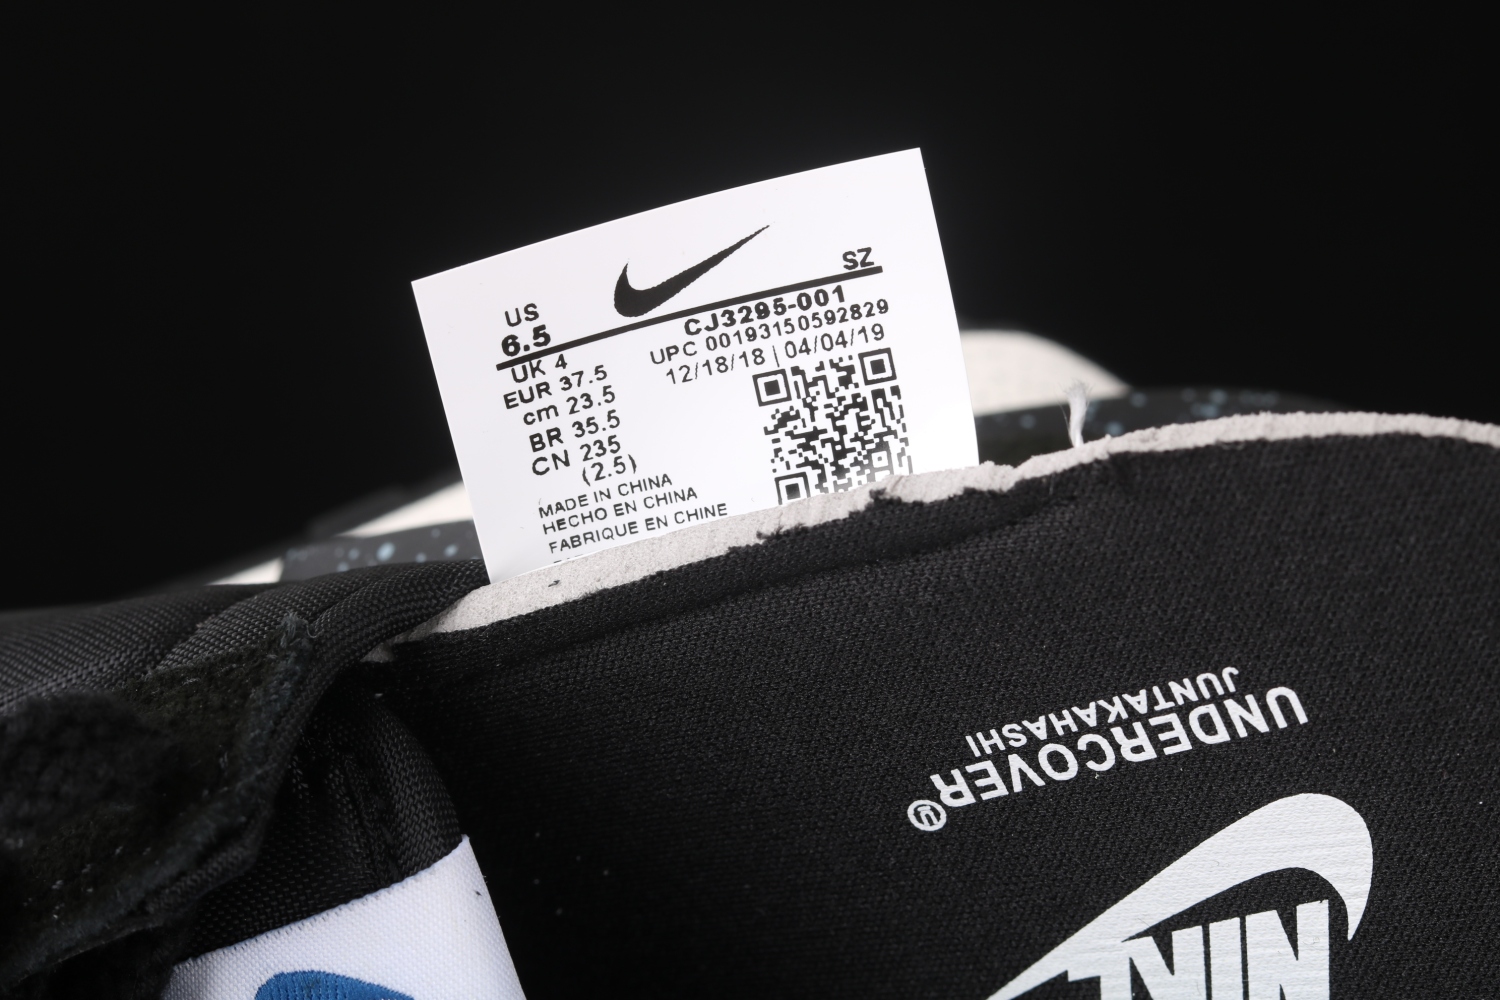 US
6.5
SZ
CJ3295-001
UPC 00193150592829
12/18/18 | 04/04/19
UK 4
EUR 37.5
cm 23.5
BR 35.5
CN 235
(2.5)
MADE IN CHINA
HECHO EN CHINA
FABRIQUE EN CHINE
UNDERCOVER
JUNTAKAHASHI
NIKE